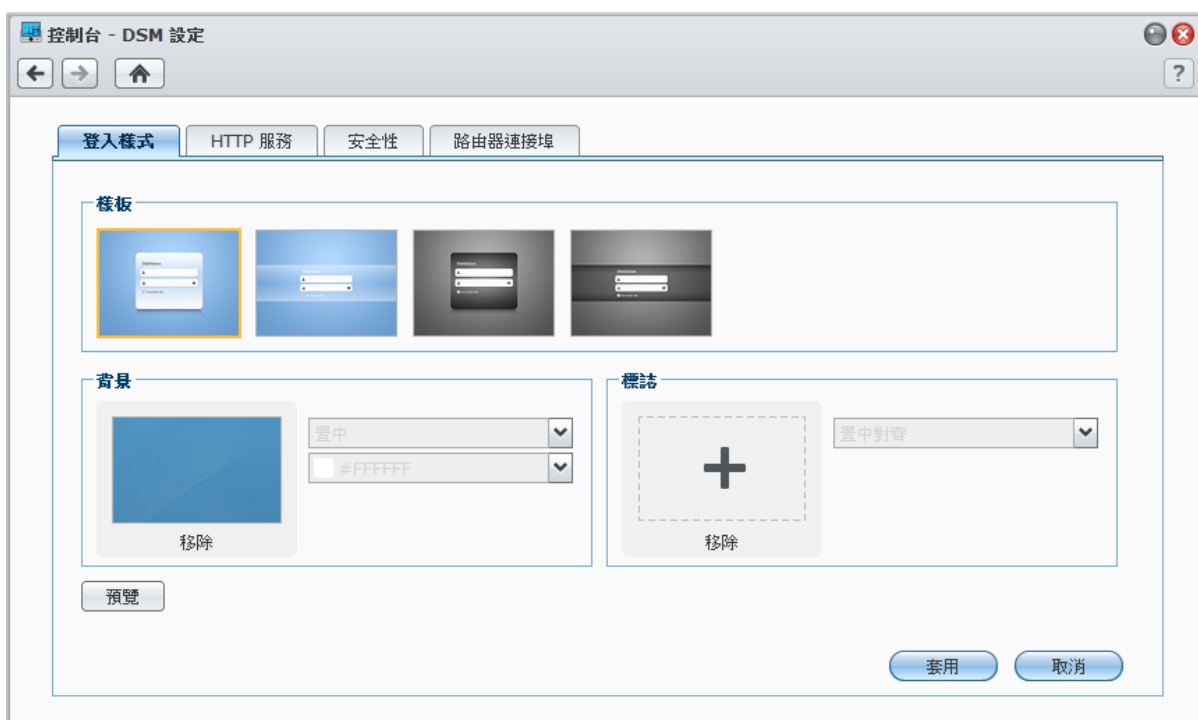 控制台 - DSM 設定
?
登入樣式 HTTP 服務 安全性 路由器連接埠
樣板
背景 標誌
置中 置中對齊
#FFFFFF
移除 移除
預覽
套用 取消